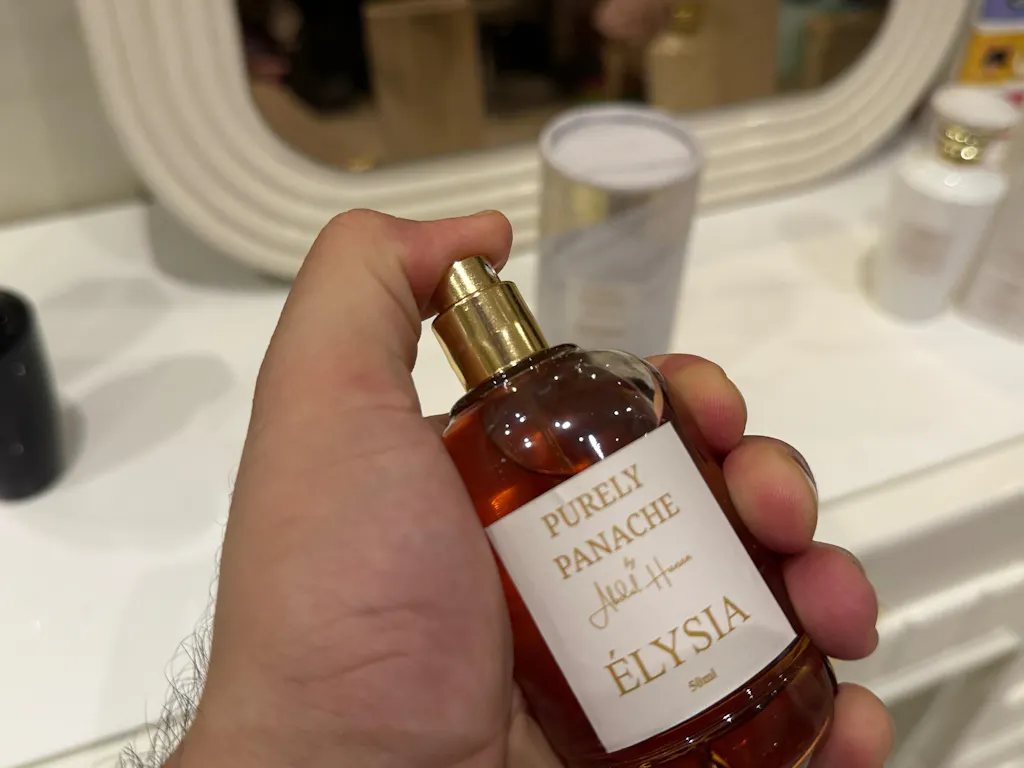 PURELY
PANACHE
by
ÉLYSIA
50ml